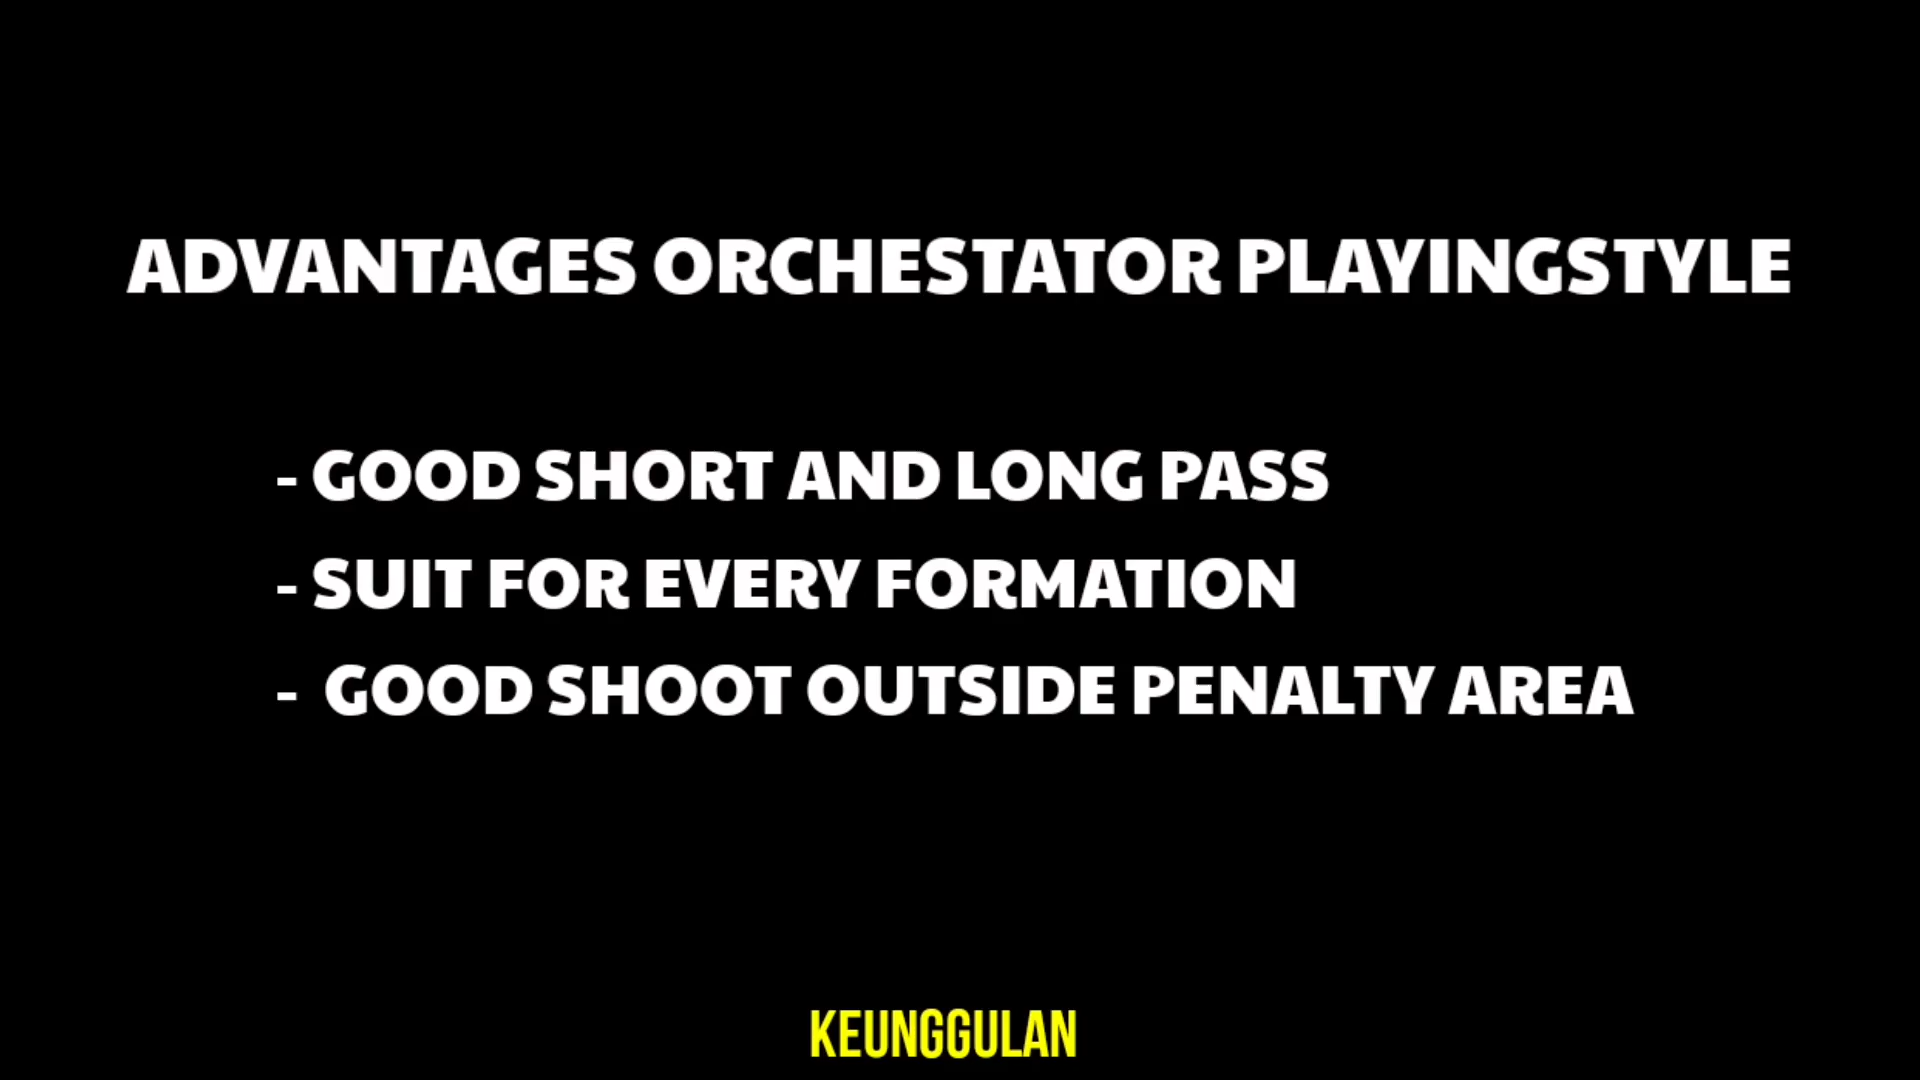 ADVANTAGES ORCHESTATOR PLAYINGSTYLE
- GOOD SHORT AND LONG PASS
- SUIT FOR EVERY FORMATION
- GOOD SHOOT OUTSIDE PENALTY AREA
KEUNGGULAN